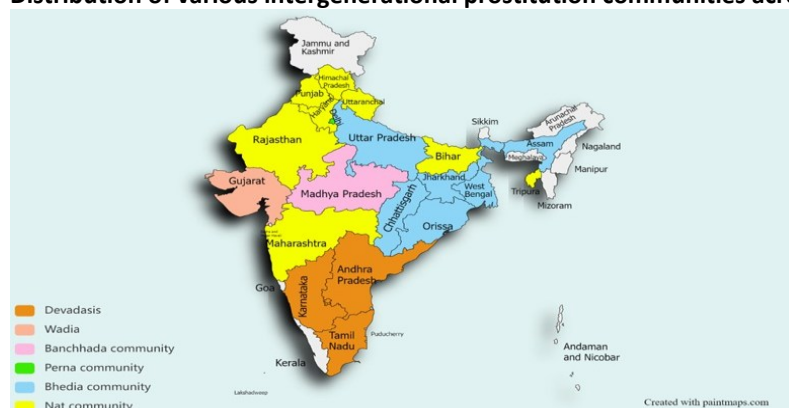 Distribution of various intergenerational prostitution communities acr
Jammu and
Kashmir
Himachal
Pradesh
Punjab
Haryana
Uttaranchal
Delhi
Rajasthan
Uttar Pradesh
Sikkim
Arunachal
Pradesh
Assam
Nagaland
Meghalaya
Manipur
Bihar
Gujarat
Madhya Pradesh
Jharkhand
West
Bengal
Tripura
Mizoram
Chhattisgarh
Orissa
Maharashtra
Andhra
Pradesh
Goa
Karnataka
Tamil
Nadu
Puducherry
Kerala
Andaman
and Nicobar
Lakshadweep
Devadasis
Wadia
Banchhada community
Perna community
Bhedia community
Nat community
Created with paintmaps.com